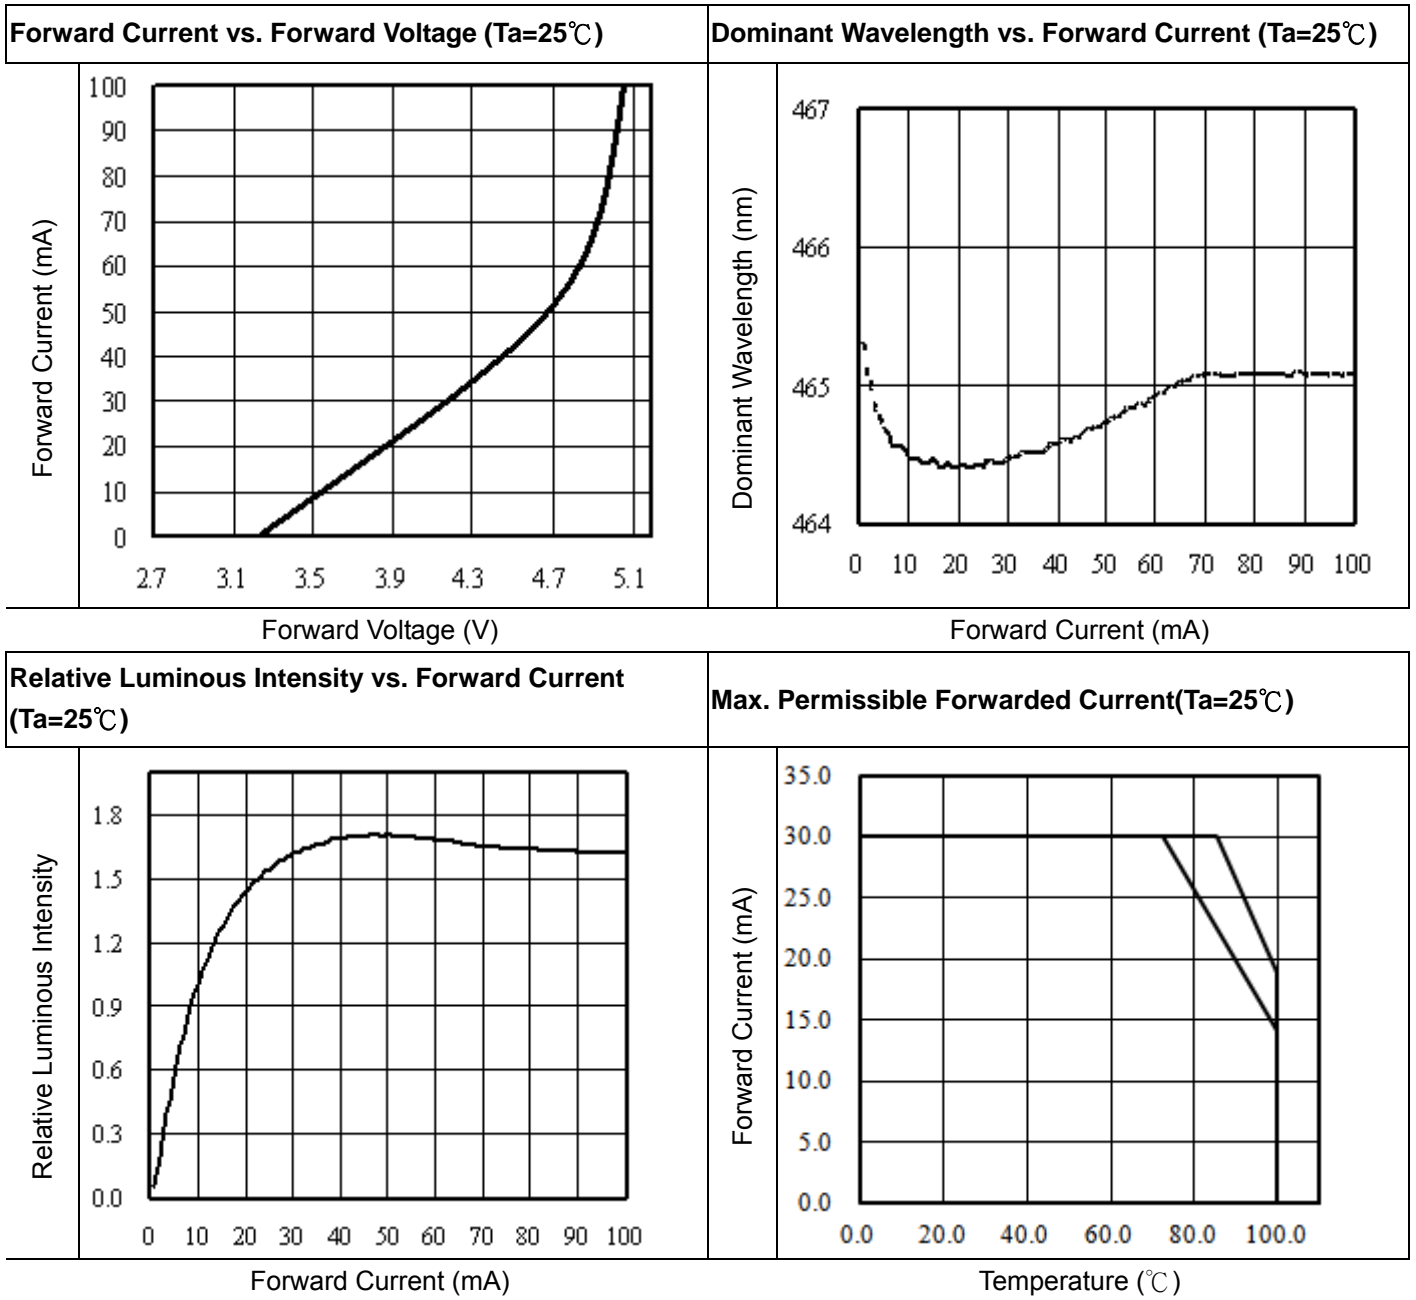 Forward Current vs. Forward Voltage (Ta=25℃)
Dominant Wavelength vs. Forward Current (Ta=25℃)
Forward Current (mA)
100
90
80
70
60
50
40
30
20
10
0
2.7 3.1 3.5 3.9 4.3 4.7 5.1
Forward Voltage (V)
Dominant Wavelength (nm)
467
466
465
464
0 10 20 30 40 50 60 70 80 90 100
Forward Current (mA)
Relative Luminous Intensity vs. Forward Current
(Ta=25℃)
Max. Permissible Forwarded Current(Ta=25℃)
Relative Luminous Intensity
1.8
1.5
1.2
0.9
0.6
0.3
0.0
0 10 20 30 40 50 60 70 80 90 100
Forward Current (mA)
Forward Current (mA)
35.0
30.0
25.0
20.0
15.0
10.0
5.0
0.0
0.0 20.0 40.0 60.0 80.0 100.0
Temperature (℃)